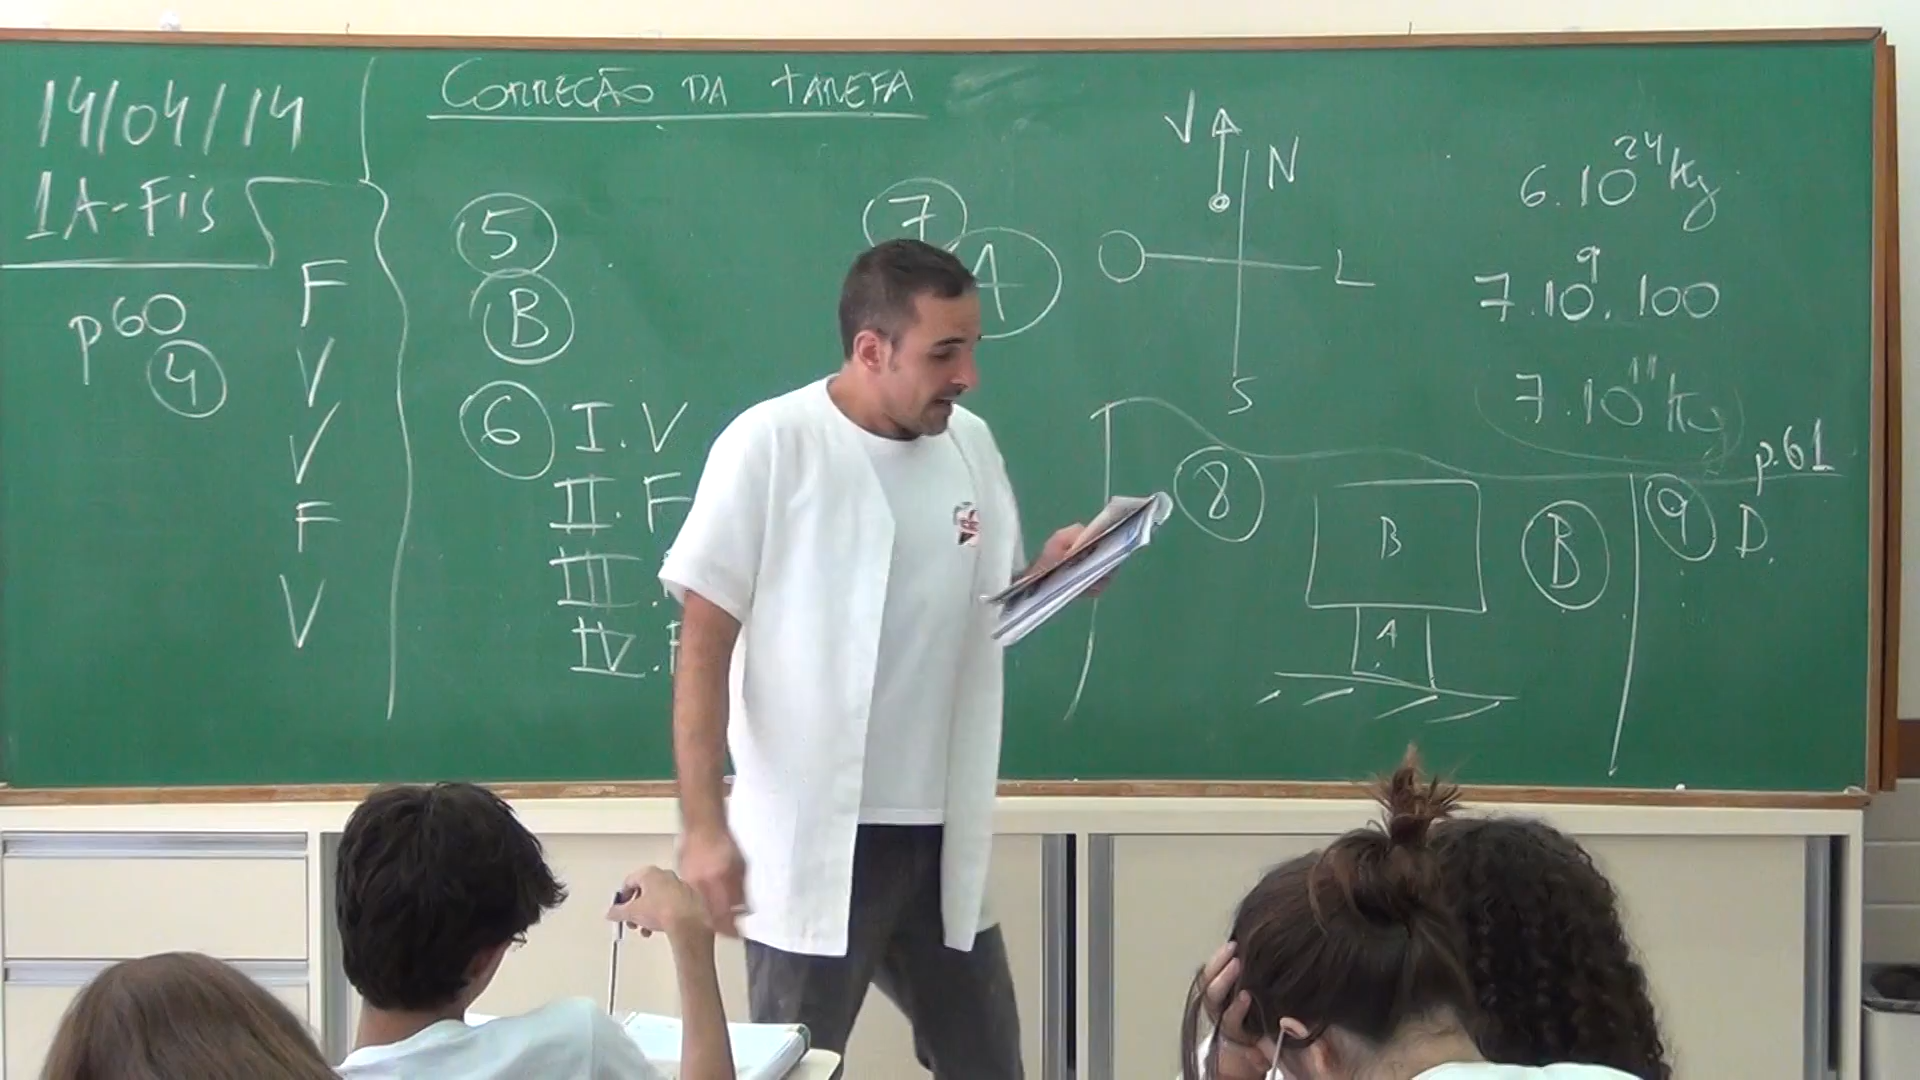 14/04/14
1A-Fis
p60
4
F
V
V
F
V
CORREÇÃO DA TAREFA
5
B
6
I. V
II. F
III.
IV. F
7
A
V
N
O
L
S
6.10²⁴ kg
7.10⁹.100
7.10¹¹ kg
8
B
A
B
p.61
9
D.